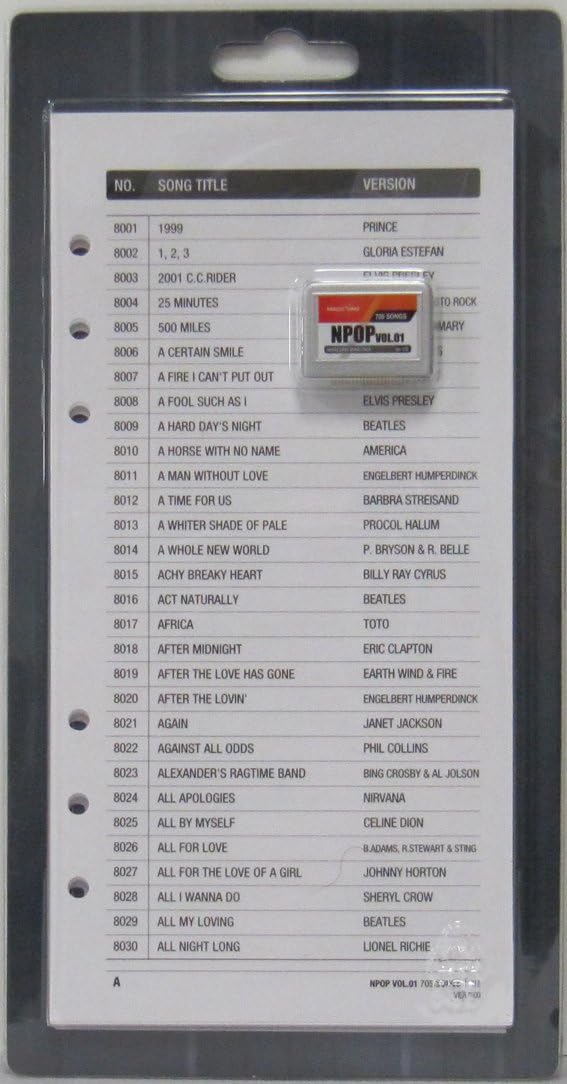 NO. SONG TITLE VERSION
8001 1999 PRINCE
8002 1, 2, 3 GLORIA ESTEFAN
8003 2001 C.C.RIDER ELVIS PRESLEY
8004 25 MINUTES TO ROCK
8005 500 MILES MARY
8006 A CERTAIN SMILE
8007 A FIRE I CAN'T PUT OUT
705 SONGS
NPOP VOL.01
8008 A FOOL SUCH AS I ELVIS PRESLEY
8009 A HARD DAY'S NIGHT BEATLES
8010 A HORSE WITH NO NAME AMERICA
8011 A MAN WITHOUT LOVE ENGELBERT HUMPERDINCK
8012 A TIME FOR US BARBRA STREISAND
8013 A WHITER SHADE OF PALE PROCOL HALUM
8014 A WHOLE NEW WORLD P. BRYSON & R. BELLE
8015 ACHY BREAKY HEART BILLY RAY CYRUS
8016 ACT NATURALLY BEATLES
8017 AFRICA TOTO
8018 AFTER MIDNIGHT ERIC CLAPTON
8019 AFTER THE LOVE HAS GONE EARTH WIND & FIRE
8020 AFTER THE LOVIN' ENGELBERT HUMPERDINCK
8021 AGAIN JANET JACKSON
8022 AGAINST ALL ODDS PHIL COLLINS
8023 ALEXANDER'S RAGTIME BAND BING CROSBY & AL JOLSON
8024 ALL APOLOGIES NIRVANA
8025 ALL BY MYSELF CELINE DION
8026 ALL FOR LOVE B.ADAMS, R.STEWART & STING
8027 ALL FOR THE LOVE OF A GIRL JOHNNY HORTON
8028 ALL I WANNA DO SHERYL CROW
8029 ALL MY LOVING BEATLES
8030 ALL NIGHT LONG LIONEL RICHIE
A NPOP VOL.01 705